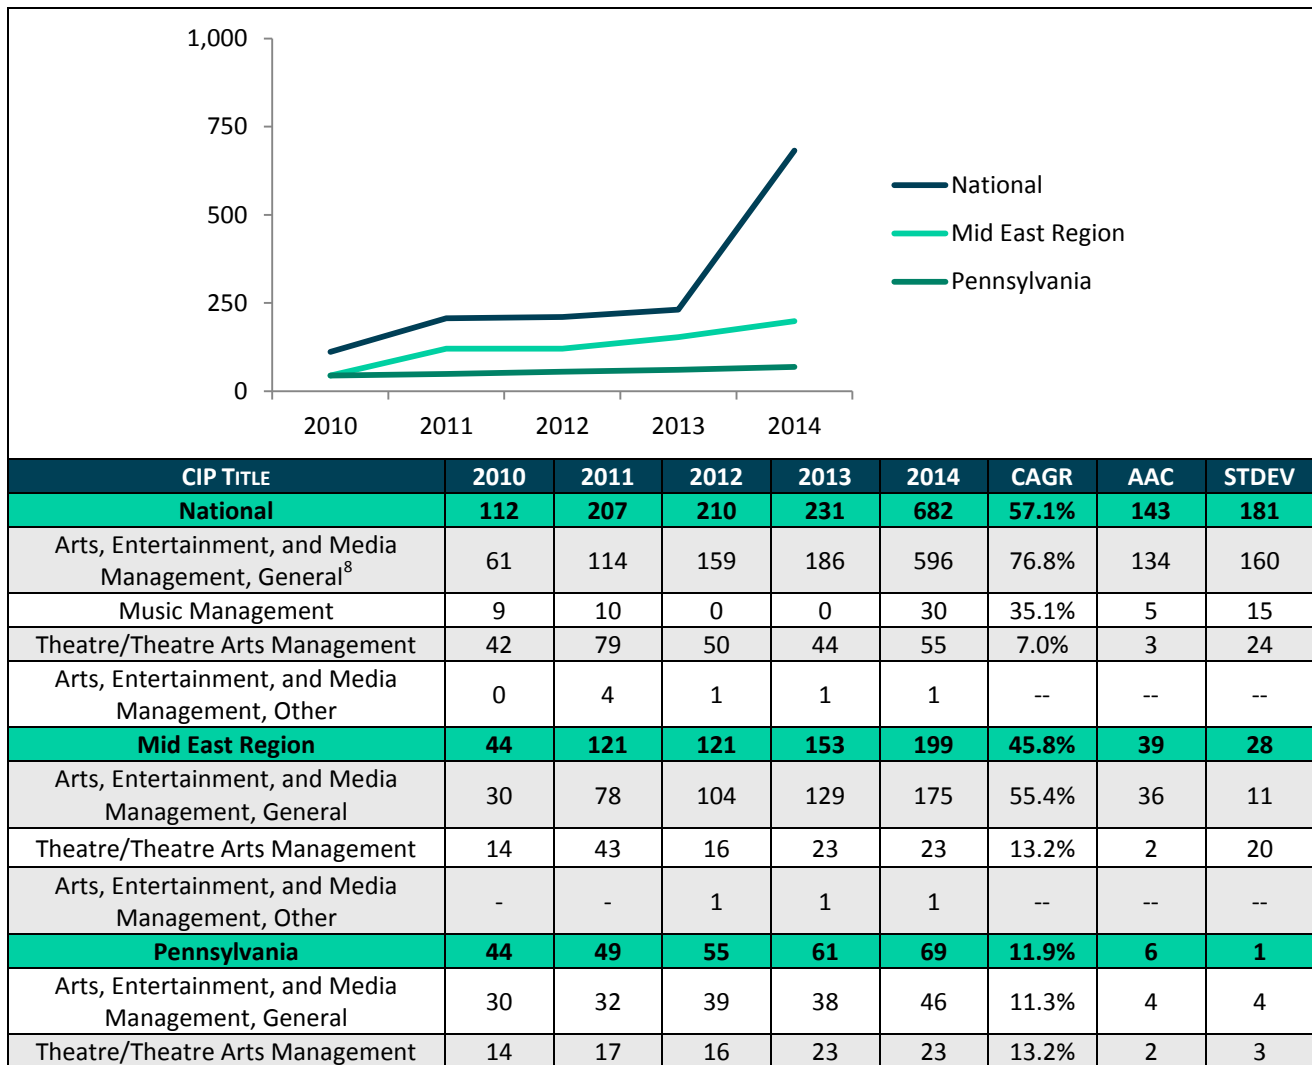 1,000
750
500
250
0
2010 2011 2012 2013 2014
National
Mid East Region
Pennsylvania
CIP TITLE 2010 2011 2012 2013 2014 CAGR AAC STDEV
National 112 207 210 231 682 57.1% 143 181
Arts, Entertainment, and Media
Management, General8 61 114 159 186 596 76.8% 134 160
Music Management 9 10 0 0 30 35.1% 5 15
Theatre/Theatre Arts Management 42 79 50 44 55 7.0% 3 24
Arts, Entertainment, and Media
Management, Other 0 4 1 1 1 -- -- --
Mid East Region 44 121 121 153 199 45.8% 39 28
Arts, Entertainment, and Media
Management, General 30 78 104 129 175 55.4% 36 11
Theatre/Theatre Arts Management 14 43 16 23 23 13.2% 2 20
Arts, Entertainment, and Media
Management, Other - - 1 1 1 -- -- --
Pennsylvania 44 49 55 61 69 11.9% 6 1
Arts, Entertainment, and Media
Management, General 30 32 39 38 46 11.3% 4 4
Theatre/Theatre Arts Management 14 17 16 23 23 13.2% 2 3